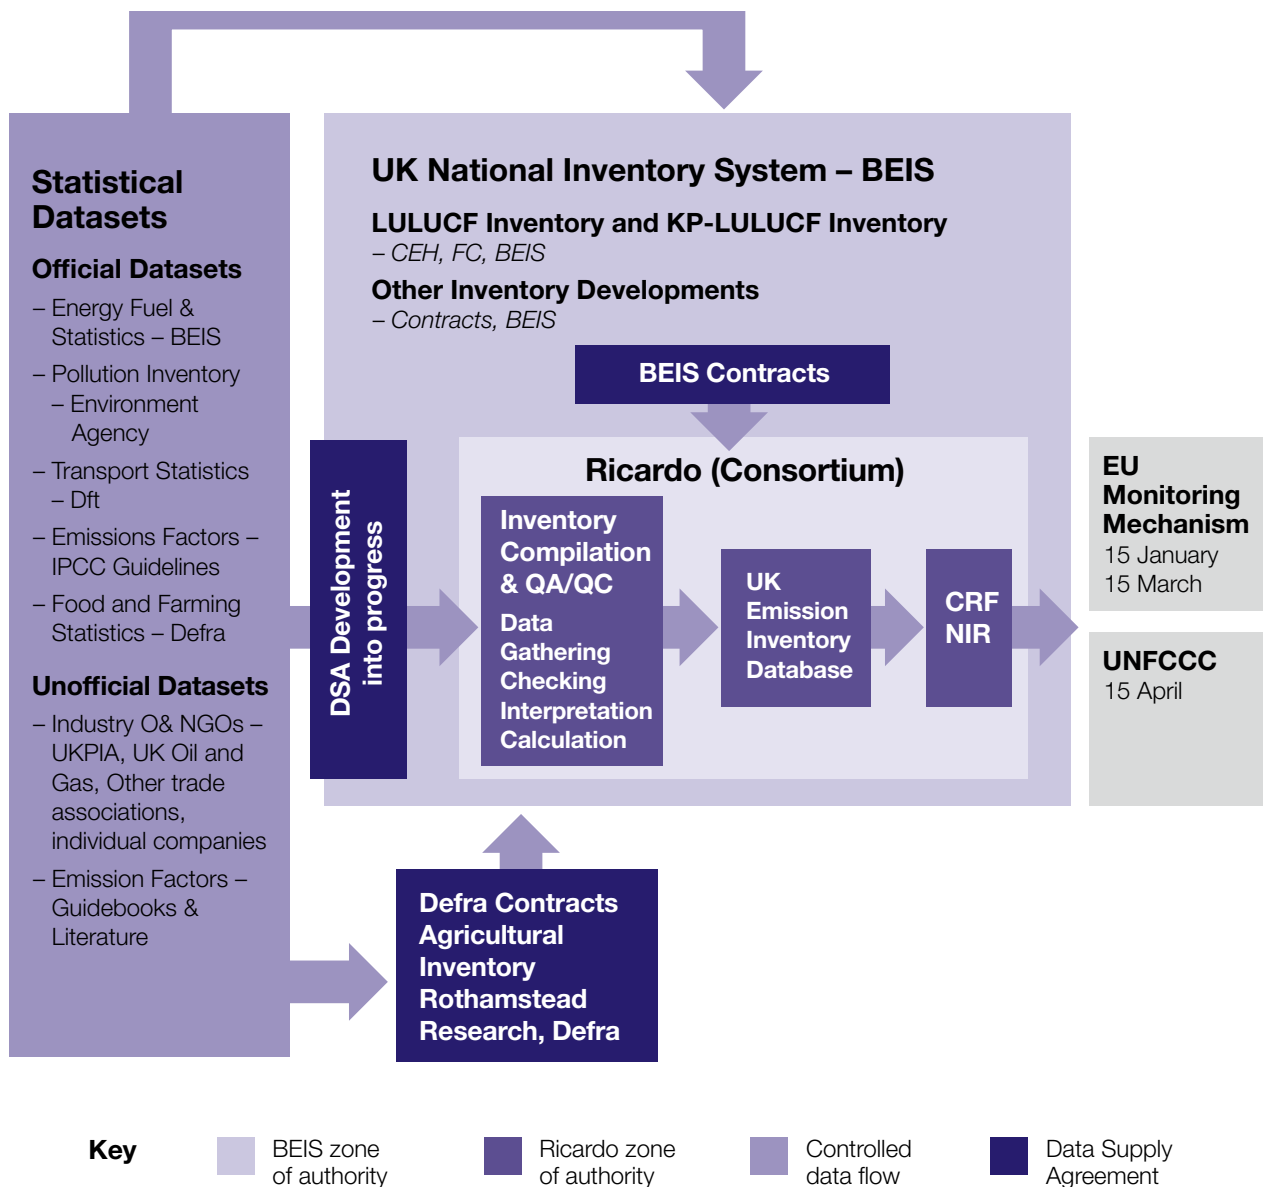 Statistical
Datasets
Official Datasets
– Energy Fuel &
Statistics – BEIS
– Pollution Inventory
– Environment
Agency
– Transport Statistics
– Dft
– Emissions Factors –
IPCC Guidelines
– Food and Farming
Statistics – Defra
Unofficial Datasets
– Industry O& NGOs –
UKPIA, UK Oil and
Gas, Other trade
associations,
individual companies
– Emission Factors –
Guidebooks &
Literature
UK National Inventory System – BEIS
LULUCF Inventory and KP-LULUCF Inventory
– CEH, FC, BEIS
Other Inventory Developments
– Contracts, BEIS
BEIS Contracts
DSA Development
into progress
Ricardo (Consortium)
Inventory
Compilation
& QA/QC
Data
Gathering
Checking
Interpretation
Calculation
UK
Emission
Inventory
Database
CRF
NIR
EU
Monitoring
Mechanism
15 January
15 March
UNFCCC
15 April
Defra Contracts
Agricultural
Inventory
Rothamstead
Research, Defra
Key
BEIS zone
of authority
Ricardo zone
of authority
Controlled
data flow
Data Supply
Agreement